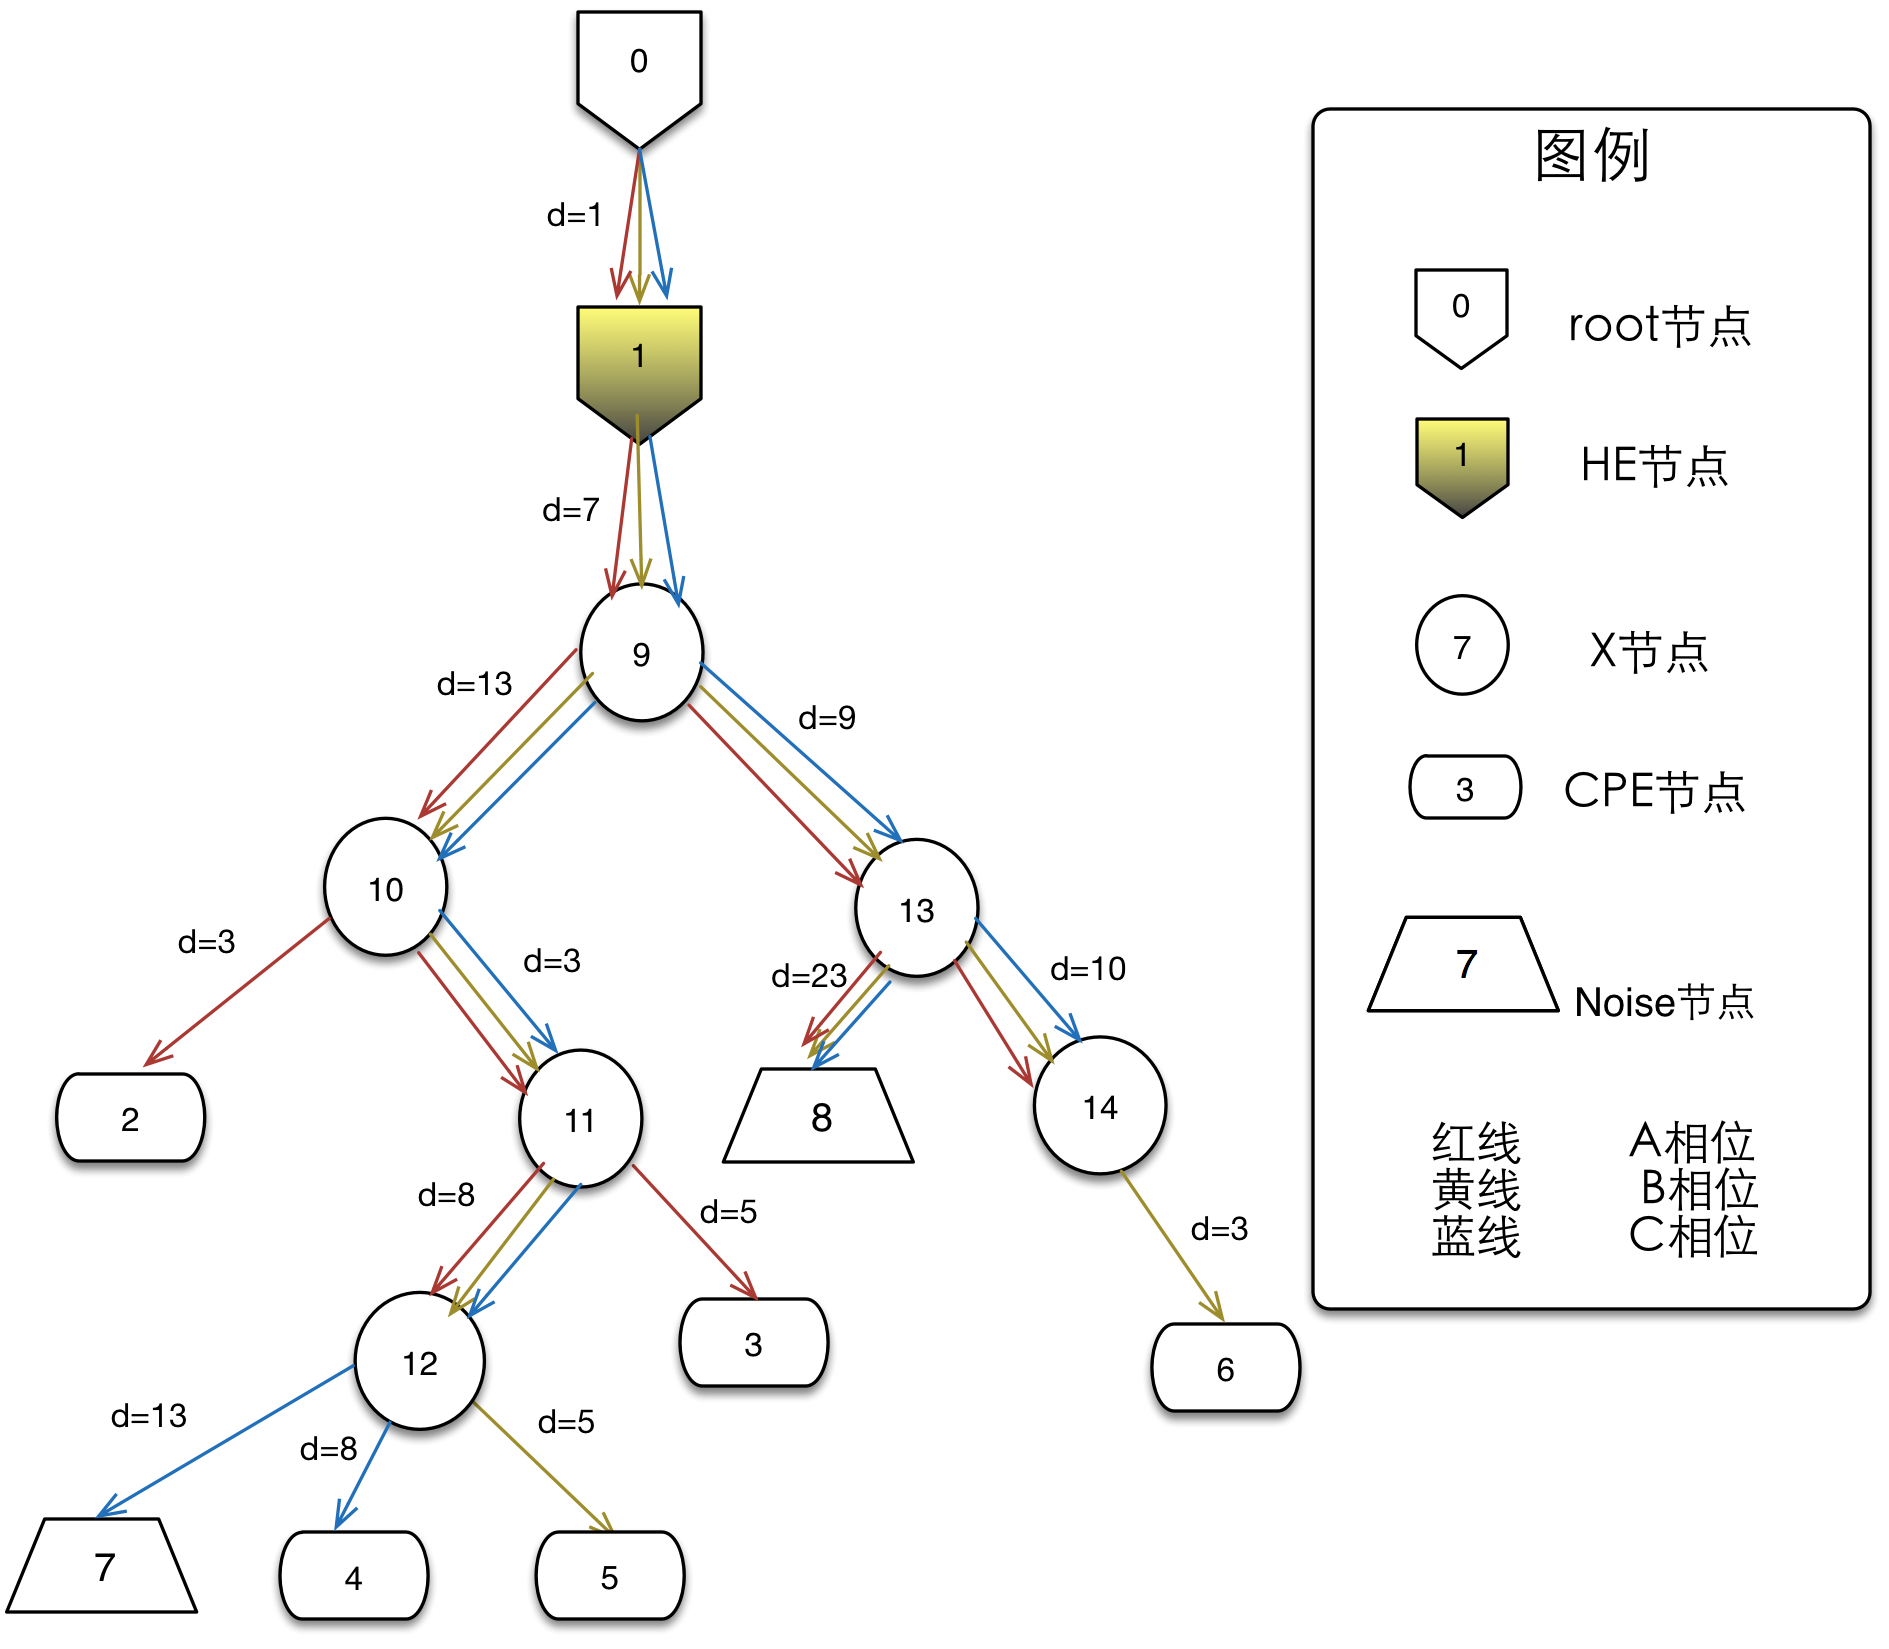 0
d=1
1
d=7
9
d=13
d=9
10
13
d=3
d=3
d=23
d=10
2
11
8
14
d=8
d=5
d=3
12
3
6
d=13
d=8
d=5
7
4
5
图例
0 root节点
1 HE节点
7 X节点
3 CPE节点
7 Noise节点
红线 A相位
黄线 B相位
蓝线 C相位